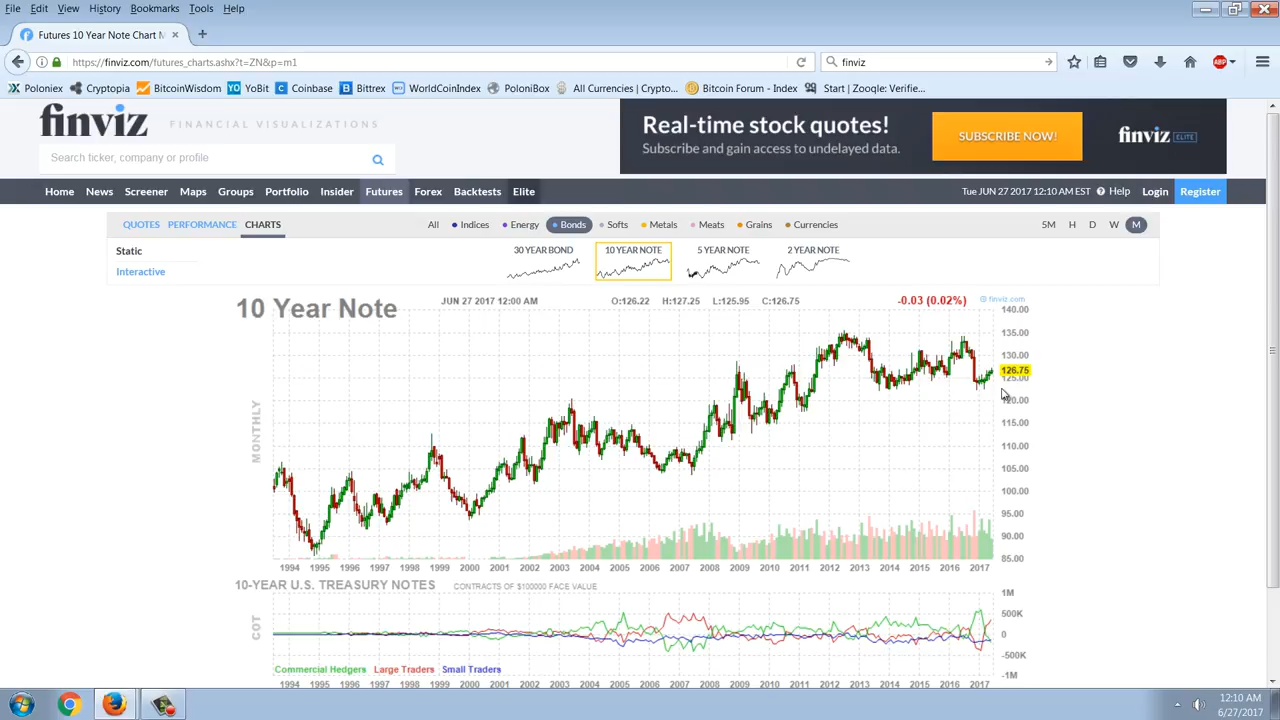 File Edit View History Bookmarks Tools Help
Futures 10 Year Note Chart M
https://finviz.com/futures_charts.ashx?t=ZN&p=m1
finviz
ABP
Poloniex Cryptopia BitcoinWisdom YO YoBit C Coinbase B Bittrex WorldCoinIndex PoloniBox All Currencies | Crypto... Bitcoin Forum - Index Start | Zooqle: Verifie...
finviz FINANCIAL VISUALIZATIONS
Search ticker, company or profile
Real-time stock quotes!
Subscribe and gain access to undelayed data.
SUBSCRIBE NOW!
finviz ELITE
Home News Screener Maps Groups Portfolio Insider Futures Forex Backtests Elite
Tue JUN 27 2017 12:10 AM EST ? Help Login Register
QUOTES PERFORMANCE CHARTS
All Indices Energy Bonds Softs Metals Meats Grains Currencies
5M H D W M
Static
Interactive
30 YEAR BOND 10 YEAR NOTE 5 YEAR NOTE 2 YEAR NOTE
10 Year Note JUN 27 2017 12:00 AM O:126.22 H:127.25 L:125.95 C:126.75 -0.03 (0.02%) © finviz.com
140.00
135.00
130.00
126.75
125.00
120.00
115.00
110.00
105.00
100.00
95.00
90.00
85.00
MONTHLY
1994 1995 1996 1997 1998 1999 2000 2001 2002 2003 2004 2005 2006 2007 2008 2009 2010 2011 2012 2013 2014 2015 2016 2017
10-YEAR U.S. TREASURY NOTES CONTRACTS OF $100000 FACE VALUE
1M
500K
0
-500K
-1M
COT
Commercial Hedgers Large Traders Small Traders
1994 1995 1996 1997 1998 1999 2000 2001 2002 2003 2004 2005 2006 2007 2008 2009 2010 2011 2012 2013 2014 2015 2016 2017
12:10 AM
6/27/2017